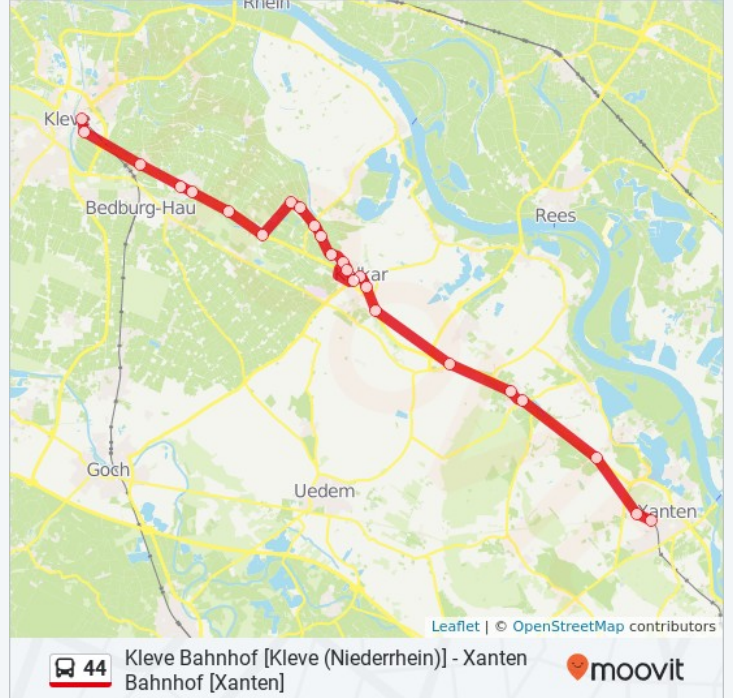 Rhein
Kleve
Bedburg-Hau
Rees
Kalkar
Goch
Uedem
Xanten
Leaflet | © OpenStreetMap contributors
44
Kleve Bahnhof [Kleve (Niederrhein)] - Xanten
Bahnhof [Xanten]
moovit